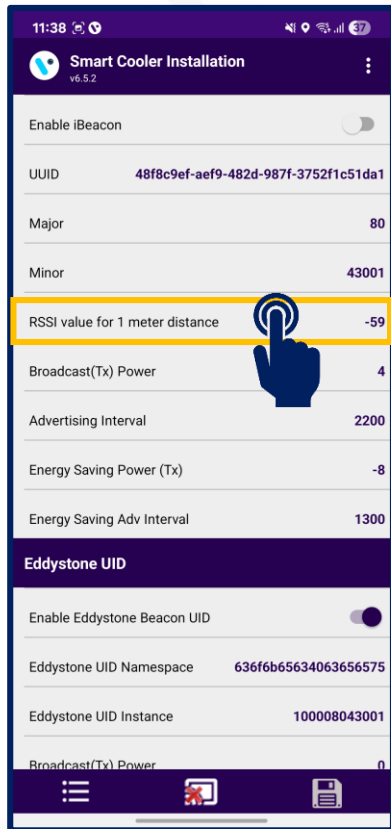 11:38
37
Smart Cooler Installation
v6.5.2
Enable iBeacon
UUID 48f8c9ef-aef9-482d-987f-3752f1c51da1
Major 80
Minor 43001
RSSI value for 1 meter distance -59
Broadcast(Tx) Power 4
Advertising Interval 2200
Energy Saving Power (Tx) -8
Energy Saving Adv Interval 1300
Eddystone UID
Enable Eddystone Beacon UID
Eddystone UID Namespace 636f6b65634063656575
Eddystone UID Instance 100008043001
Broadcast(Tx) Power 0